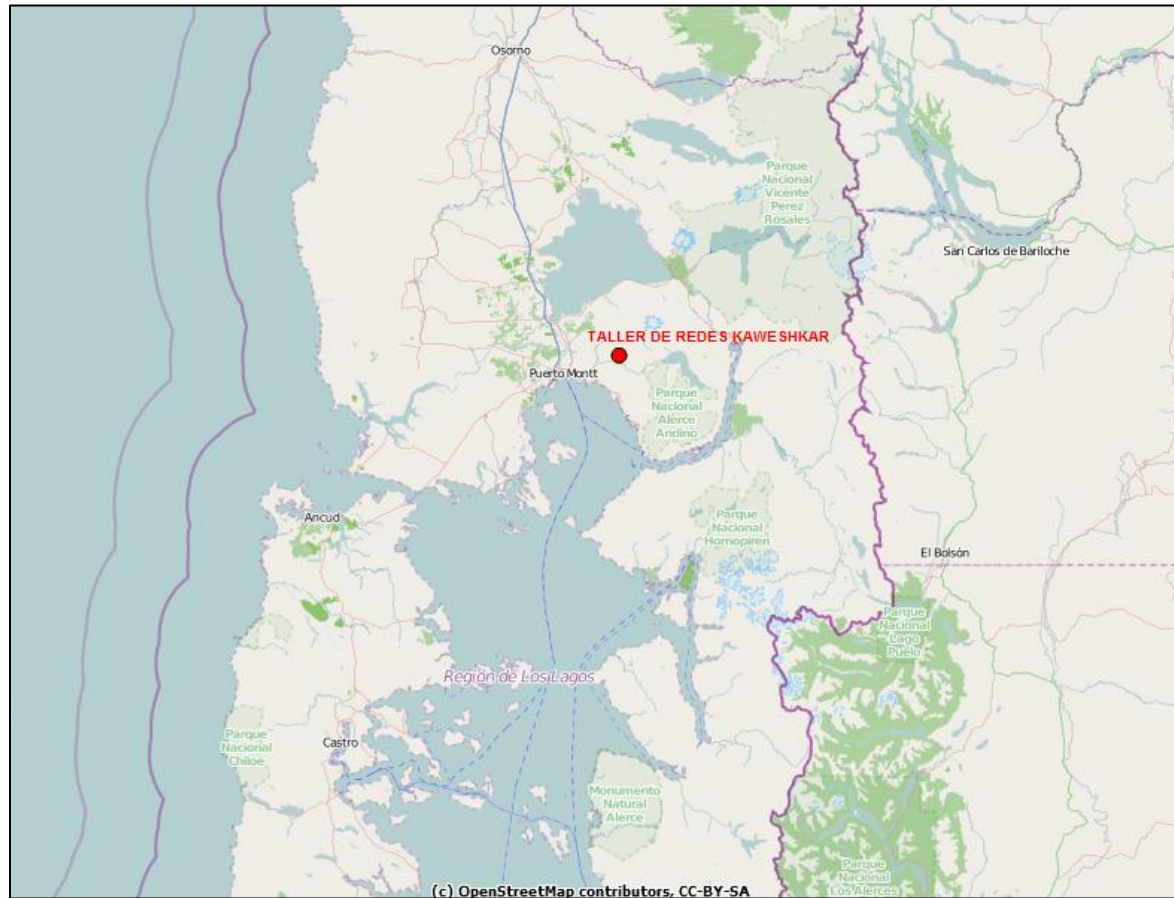 Osorno
Parque
Nacional
Vicente
Perez
Rosales
San Carlos de Bariloche
TALLER DE REDES KAWESHKAR
Puerto Montt
Parque
Nacional
Alerce
Andino
Ancud
Parque
Nacional
Hornopiren
El Bolsón
Parque
Nacional
Lago
Puelo
Región de Los Lagos
Parque
Nacional
Chiloe
Castro
Monumento
Natural
Alerce
Parque
Nacional
Los Alerces
(c) OpenStreetMap contributors, CC-BY-SA